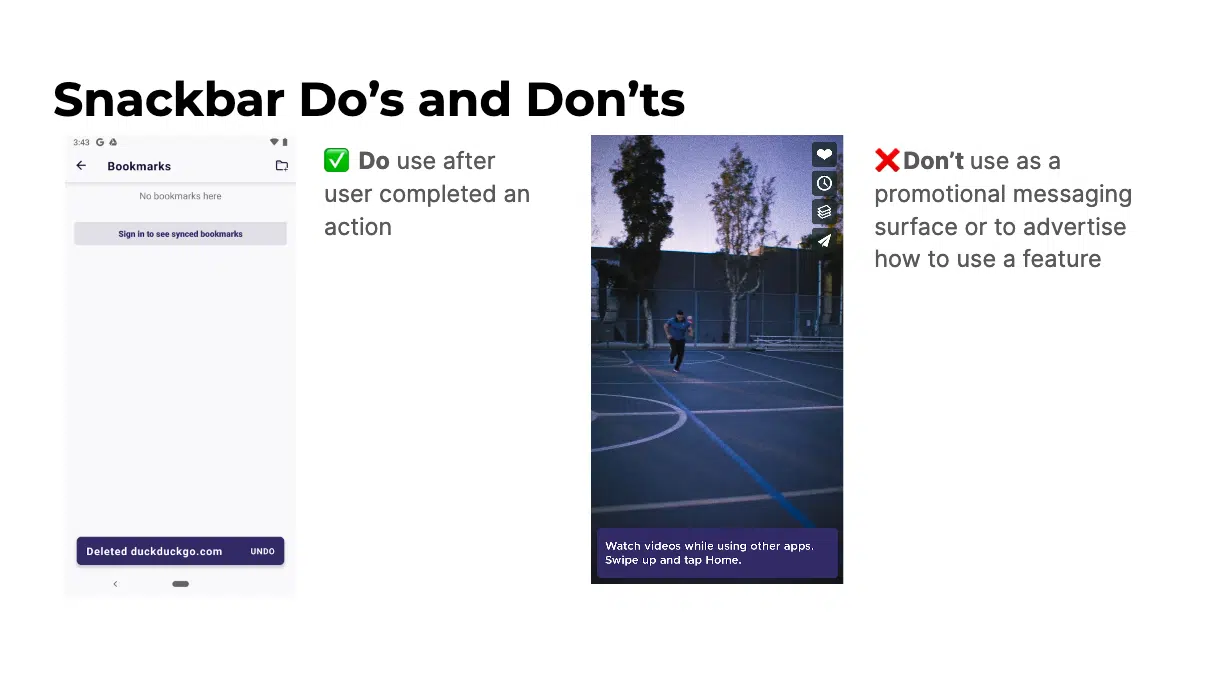 Snackbar Do’s and Don’ts
3:43
Bookmarks
No bookmarks here
Sign in to see synced bookmarks
Deleted duckduckgo.com UNDO
✅ Do use after
user completed an
action
Watch videos while using other apps.
Swipe up and tap Home.
❌Don’t use as a
promotional messaging
surface or to advertise
how to use a feature